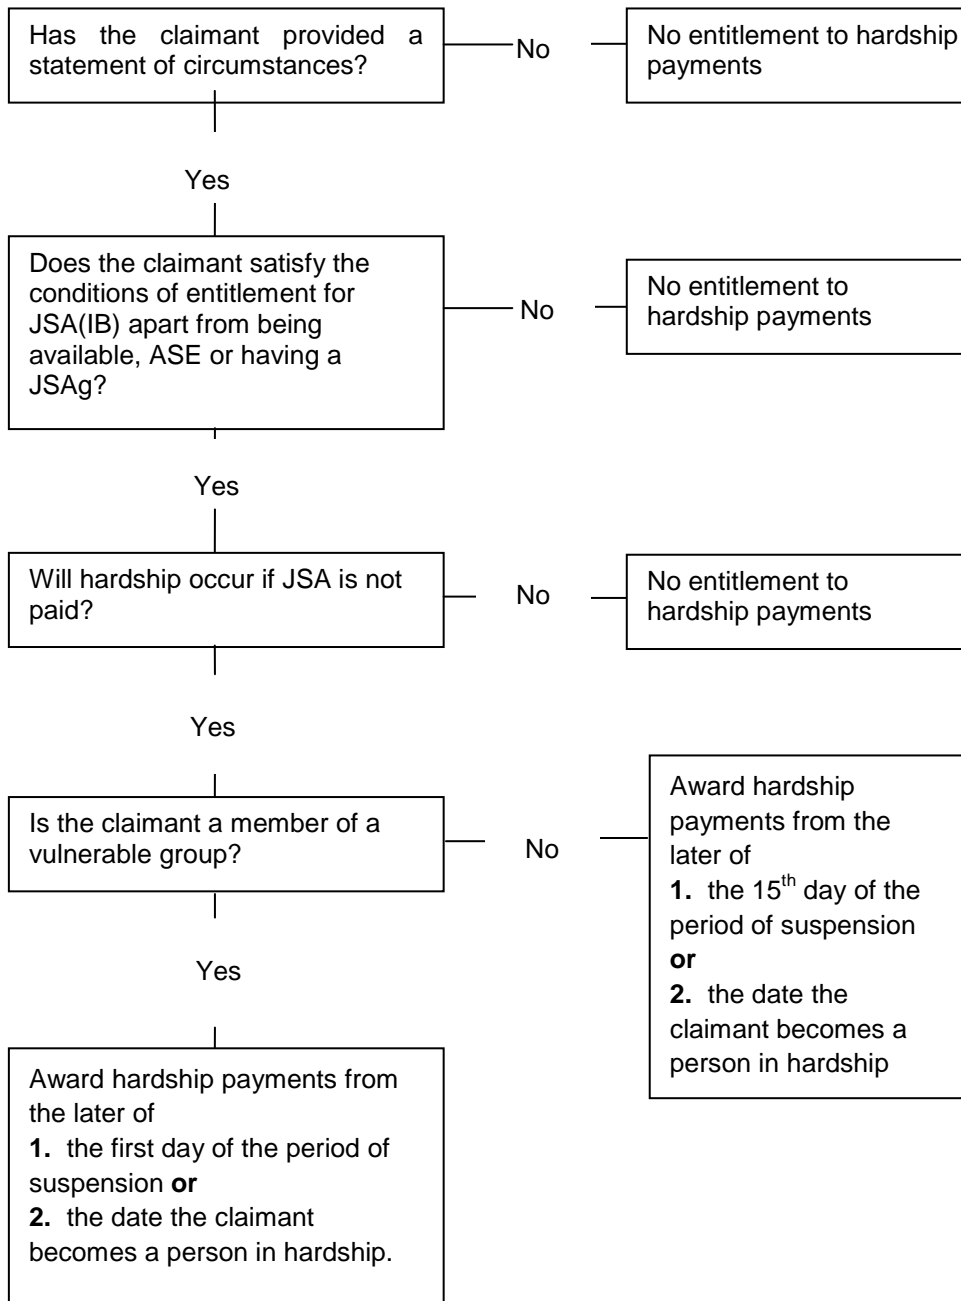 Has the claimant provided a
statement of circumstances?
No
No entitlement to hardship
payments
Yes
Does the claimant satisfy the
conditions of entitlement for
JSA(IB) apart from being
available, ASE or having a
JSAg?
No
No entitlement to
hardship payments
Yes
Will hardship occur if JSA is not
paid?
No
No entitlement to
hardship payments
Yes
Is the claimant a member of a
vulnerable group?
No
Award hardship
payments from the
later of
1. the 15th day of the
period of suspension
or
2. the date the
claimant becomes a
person in hardship
Yes
Award hardship payments from
the later of
1. the first day of the period of
suspension or
2. the date the claimant
becomes a person in hardship.